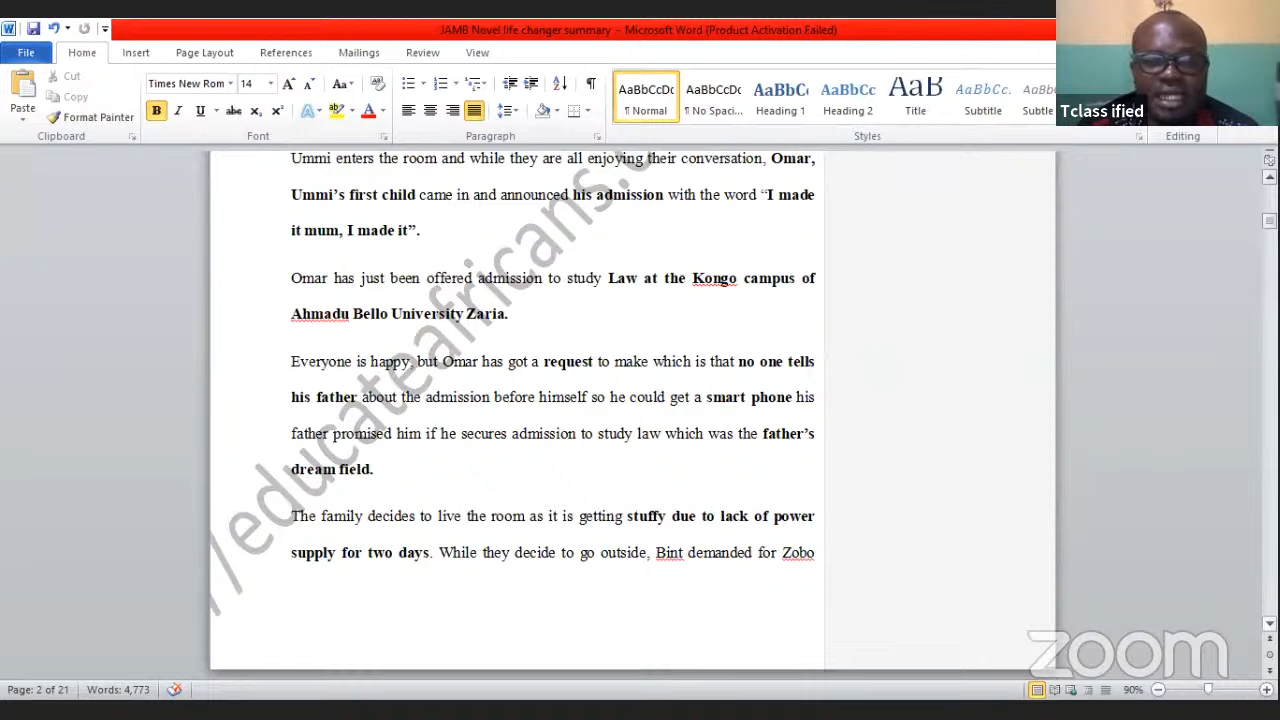 JAMB Novel life changer summary – Microsoft Word (Product Activation Failed)
File Home Insert Page Layout References Mailings Review View
Paste
Cut
Copy
Format Painter
Clipboard
Times New Rom 14
Font
Paragraph
AaBbCcDc AaBbCcDc AaBbCc AaBbCc AaB AaBbCc. AaBbCc
¶ Normal ¶ No Spaci... Heading 1 Heading 2 Title Subtitle Subtle
Styles
Editing
Tclass ified
Ummi enters the room and while they are all enjoying their conversation, Omar,
Ummi’s first child came in and announced his admission with the word “I made
it mum, I made it”.
Omar has just been offered admission to study Law at the Kongo campus of
Ahmadu Bello University Zaria.
Everyone is happy, but Omar has got a request to make which is that no one tells
his father about the admission before himself so he could get a smart phone his
father promised him if he secures admission to study law which was the father’s
dream field.
The family decides to live the room as it is getting stuffy due to lack of power
supply for two days. While they decide to go outside, Bint demanded for Zobo
//educateafricans.c
zoom
Page: 2 of 21 Words: 4,773 90%